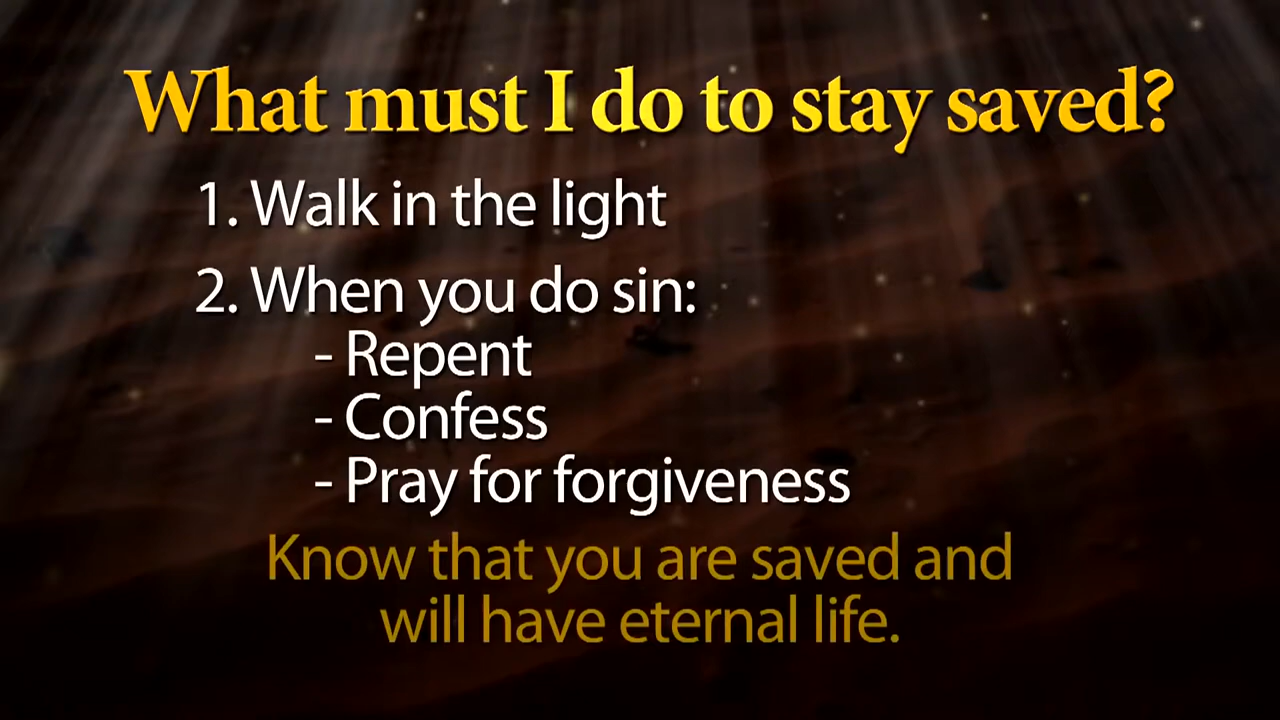 What must I do to stay saved?
1. Walk in the light
2. When you do sin:
- Repent
- Confess
- Pray for forgiveness
Know that you are saved and
will have eternal life.